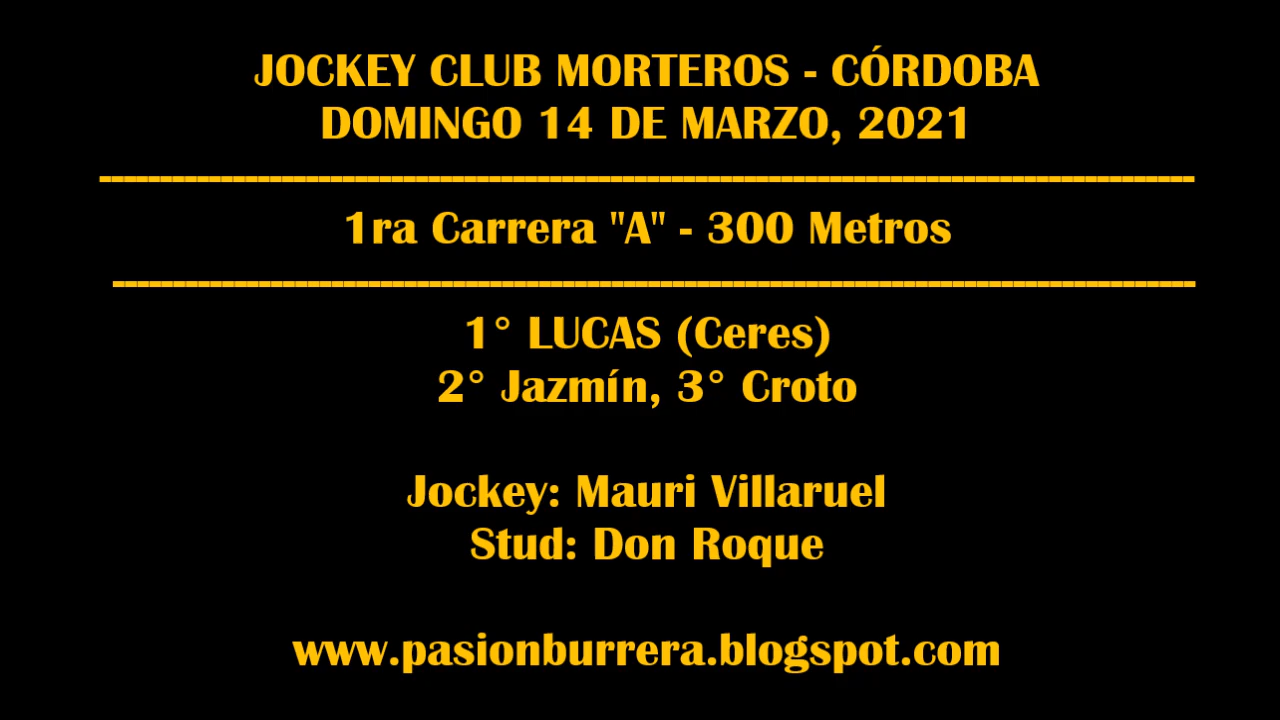 JOCKEY CLUB MORTEROS - CÓRDOBA
DOMINGO 14 DE MARZO, 2021
1ra Carrera "A" - 300 Metros
1° LUCAS (Ceres)
2° Jazmín, 3° Croto
Jockey: Mauri Villaruel
Stud: Don Roque
www.pasionburrera.blogspot.com